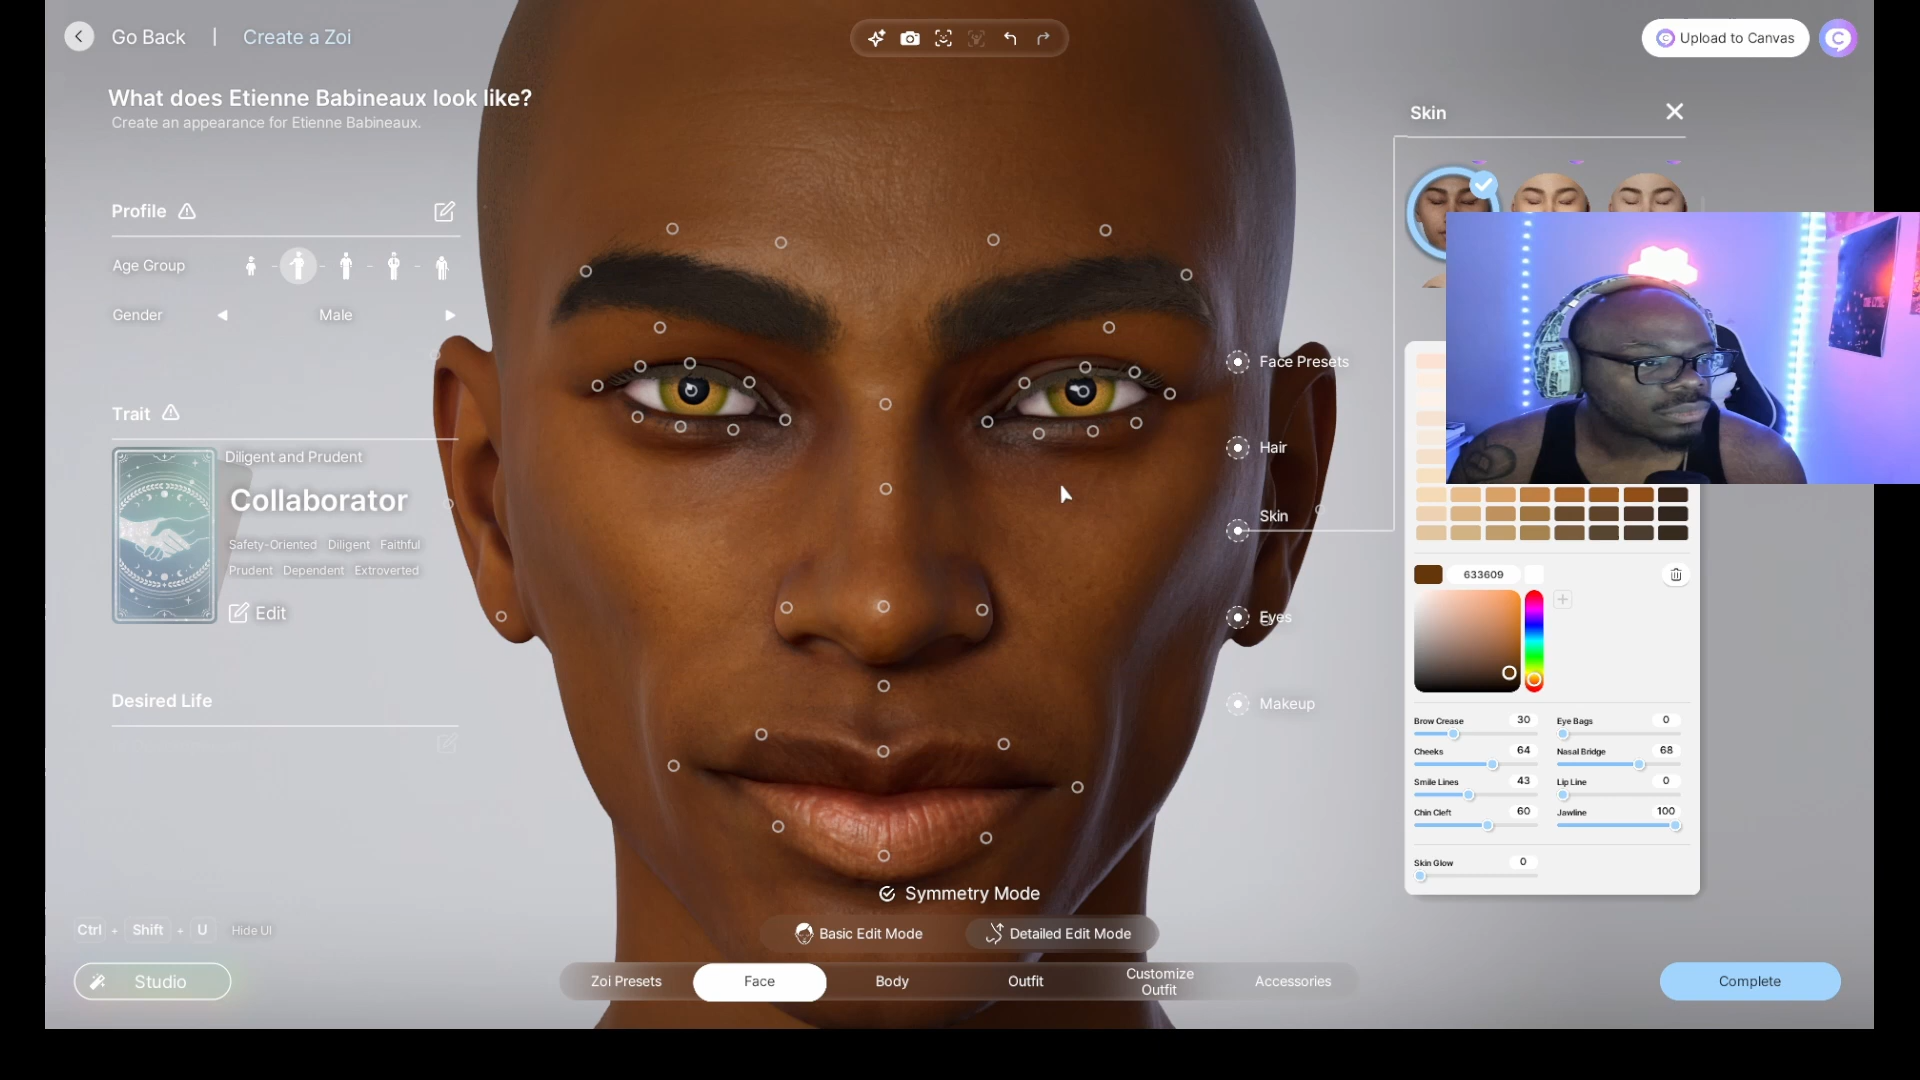 Go Back | Create a Zoi
Upload to Canvas
What does Etienne Babineaux look like?
Create an appearance for Etienne Babineaux.
Profile
Age Group
Gender Male
Trait
Diligent and Prudent
Collaborator
Safety-Oriented Diligent Faithful
Prudent Dependent Extroverted
Edit
Desired Life
Ctrl + Shift + U Hide UI
Studio
Face Presets
Hair
Skin
Eyes
Makeup
Symmetry Mode
Basic Edit Mode Detailed Edit Mode
Zoi Presets Face Body Outfit Customize Outfit Accessories
Skin
633609
Brow Crease 30 Eye Bags 0
Cheeks 64 Nasal Bridge 68
Smile Lines 43 Lip Line 0
Chin Cleft 60 Jawline 100
Skin Glow 0
Complete